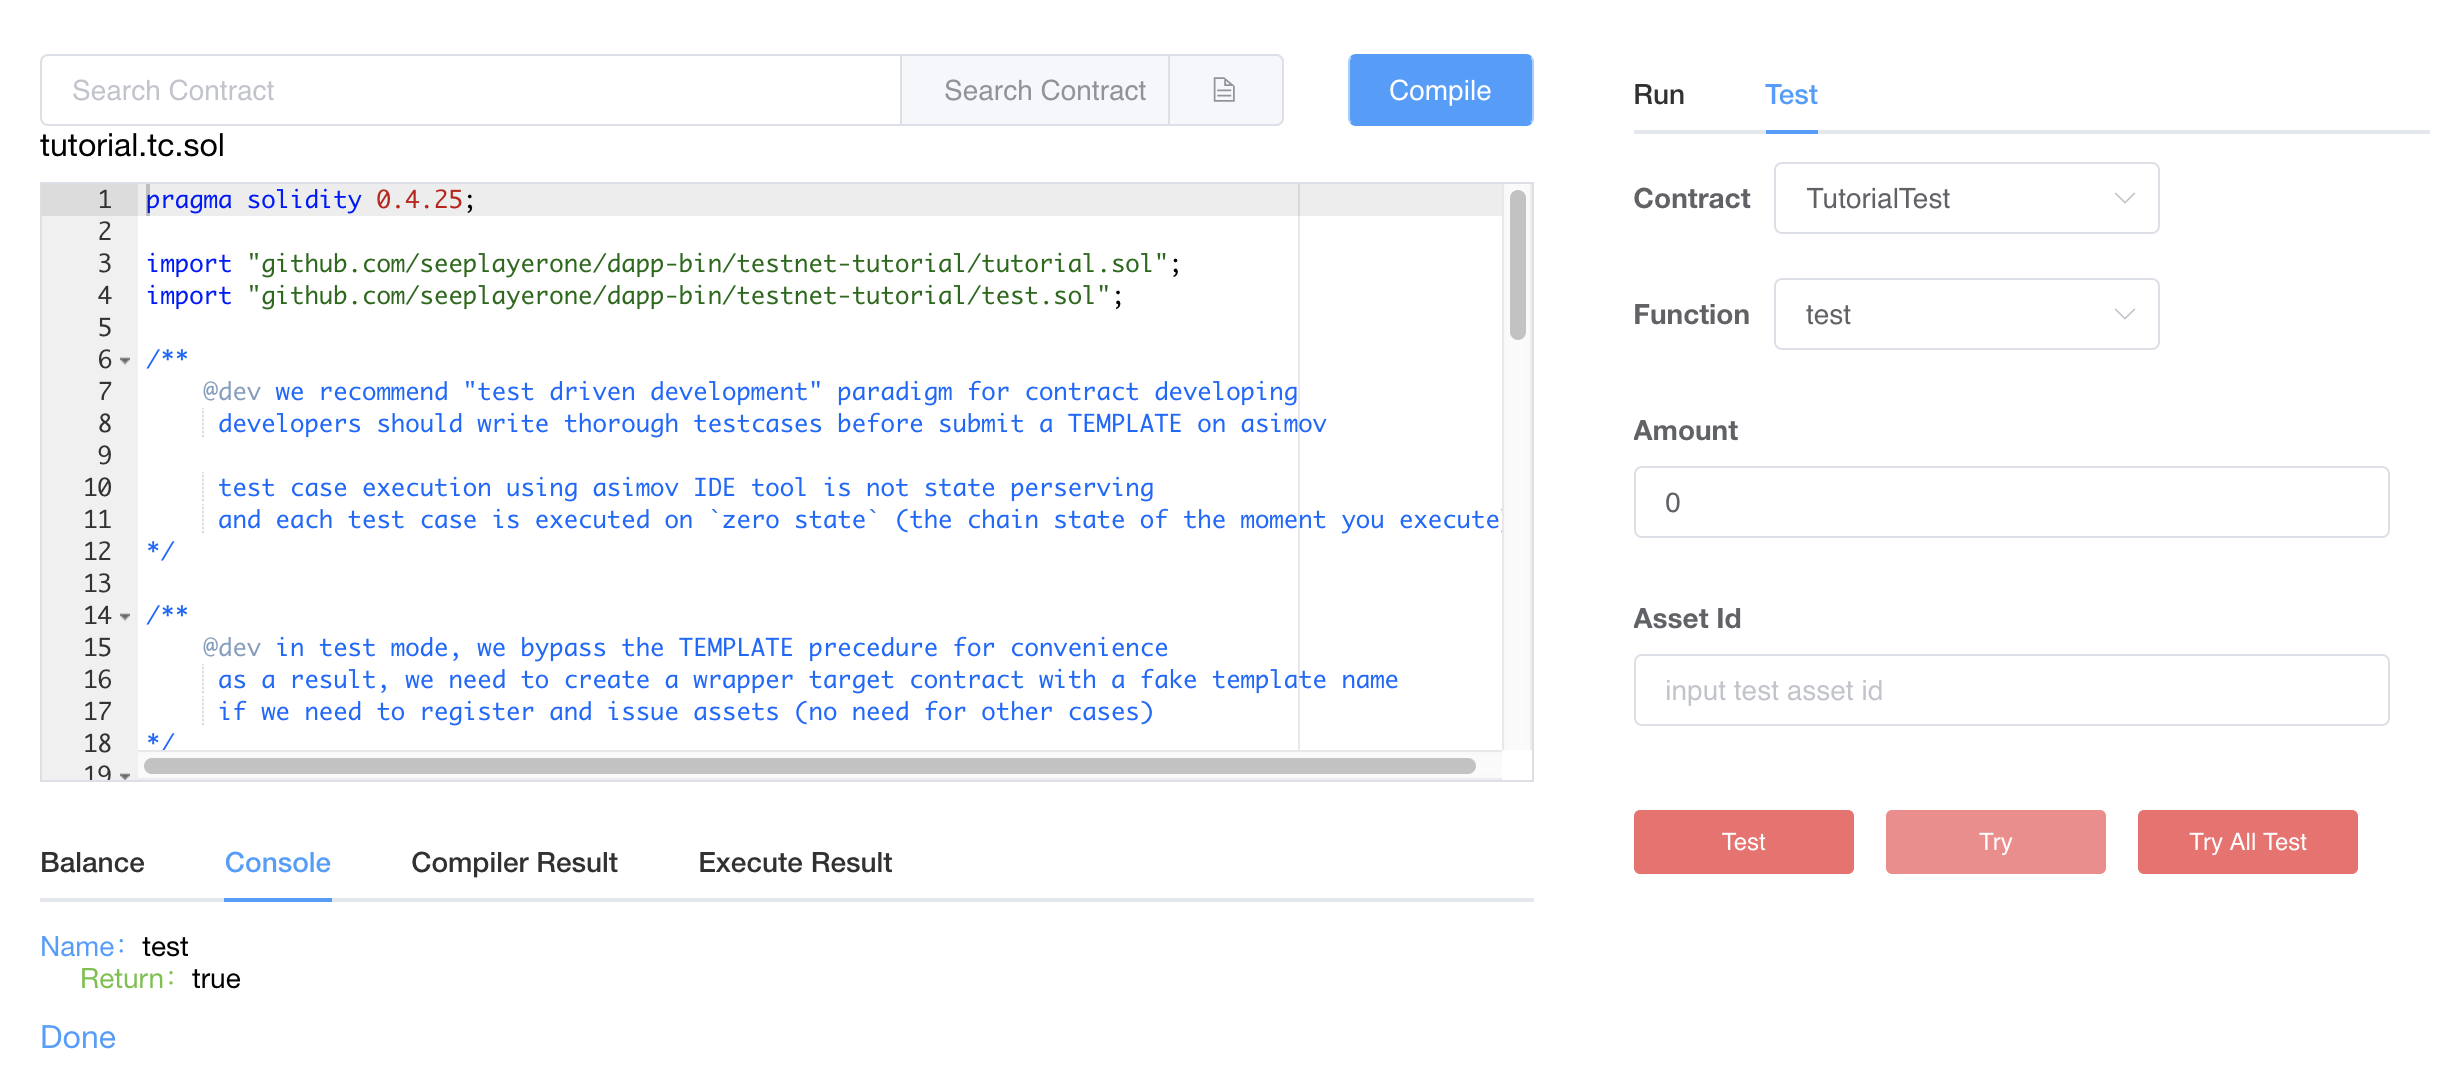 Search Contract
Search Contract
Compile
tutorial.tc.sol
1 pragma solidity 0.4.25;
2
3 import "github.com/seeplayerone/dapp-bin/testnet-tutorial/tutorial.sol";
4 import "github.com/seeplayerone/dapp-bin/testnet-tutorial/test.sol";
5
6 /**
7 @dev we recommend "test driven development" paradigm for contract developing
8 developers should write thorough testcases before submit a TEMPLATE on asimov
9
10 test case execution using asimov IDE tool is not state perserving
11 and each test case is executed on `zero state` (the chain state of the moment you execute)
12 */
13
14 /**
15 @dev in test mode, we bypass the TEMPLATE precedure for convenience
16 as a result, we need to create a wrapper target contract with a fake template name
17 if we need to register and issue assets (no need for other cases)
18 */
19
Balance
Console
Compiler Result
Execute Result
Name: test
Return: true
Done
Run
Test
Contract
TutorialTest
Function
test
Amount
0
Asset Id
input test asset id
Test
Try
Try All Test